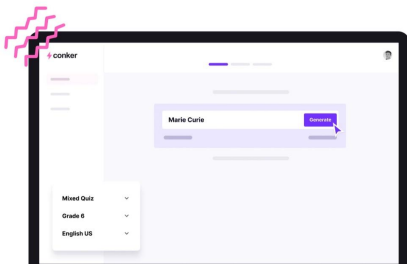 conker
Marie Curie
Generate
Mixed Quiz
Grade 6
English US